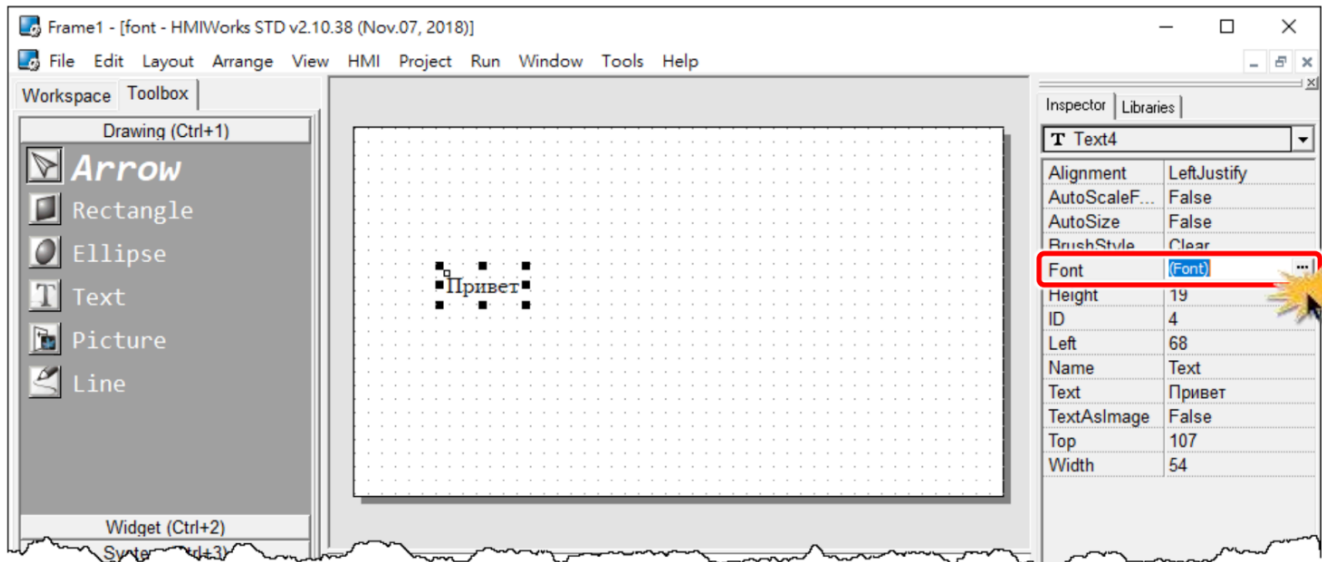 Frame1 - [font - HMIWorks STD v2.10.38 (Nov.07, 2018)]
File Edit Layout Arrange View HMI Project Run Window Tools Help
Workspace Toolbox
Drawing (Ctrl+1)
Arrow
Rectangle
Ellipse
Text
Picture
Line
Widget (Ctrl+2)
Привет
Inspector Libraries
T Text4
Alignment LeftJustify
AutoScaleF... False
AutoSize False
BrushStyle Clear
Font (Font) ...
Height 19
ID 4
Left 68
Name Text
Text Привет
TextAsImage False
Top 107
Width 54